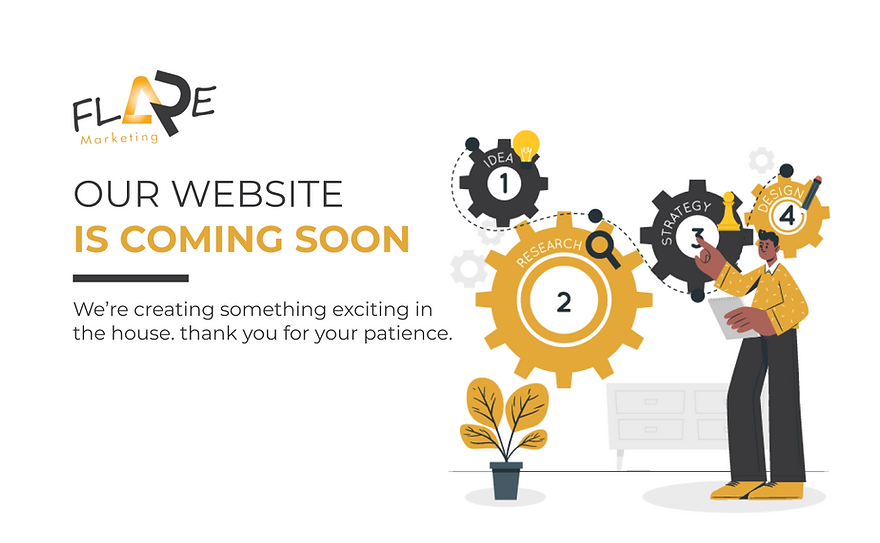 FLARE
Marketing
OUR WEBSITE
IS COMING SOON
We’re creating something exciting in
the house. thank you for your patience.
IDEA
1
RESEARCH
2
STRATEGY
3
DESIGN
4